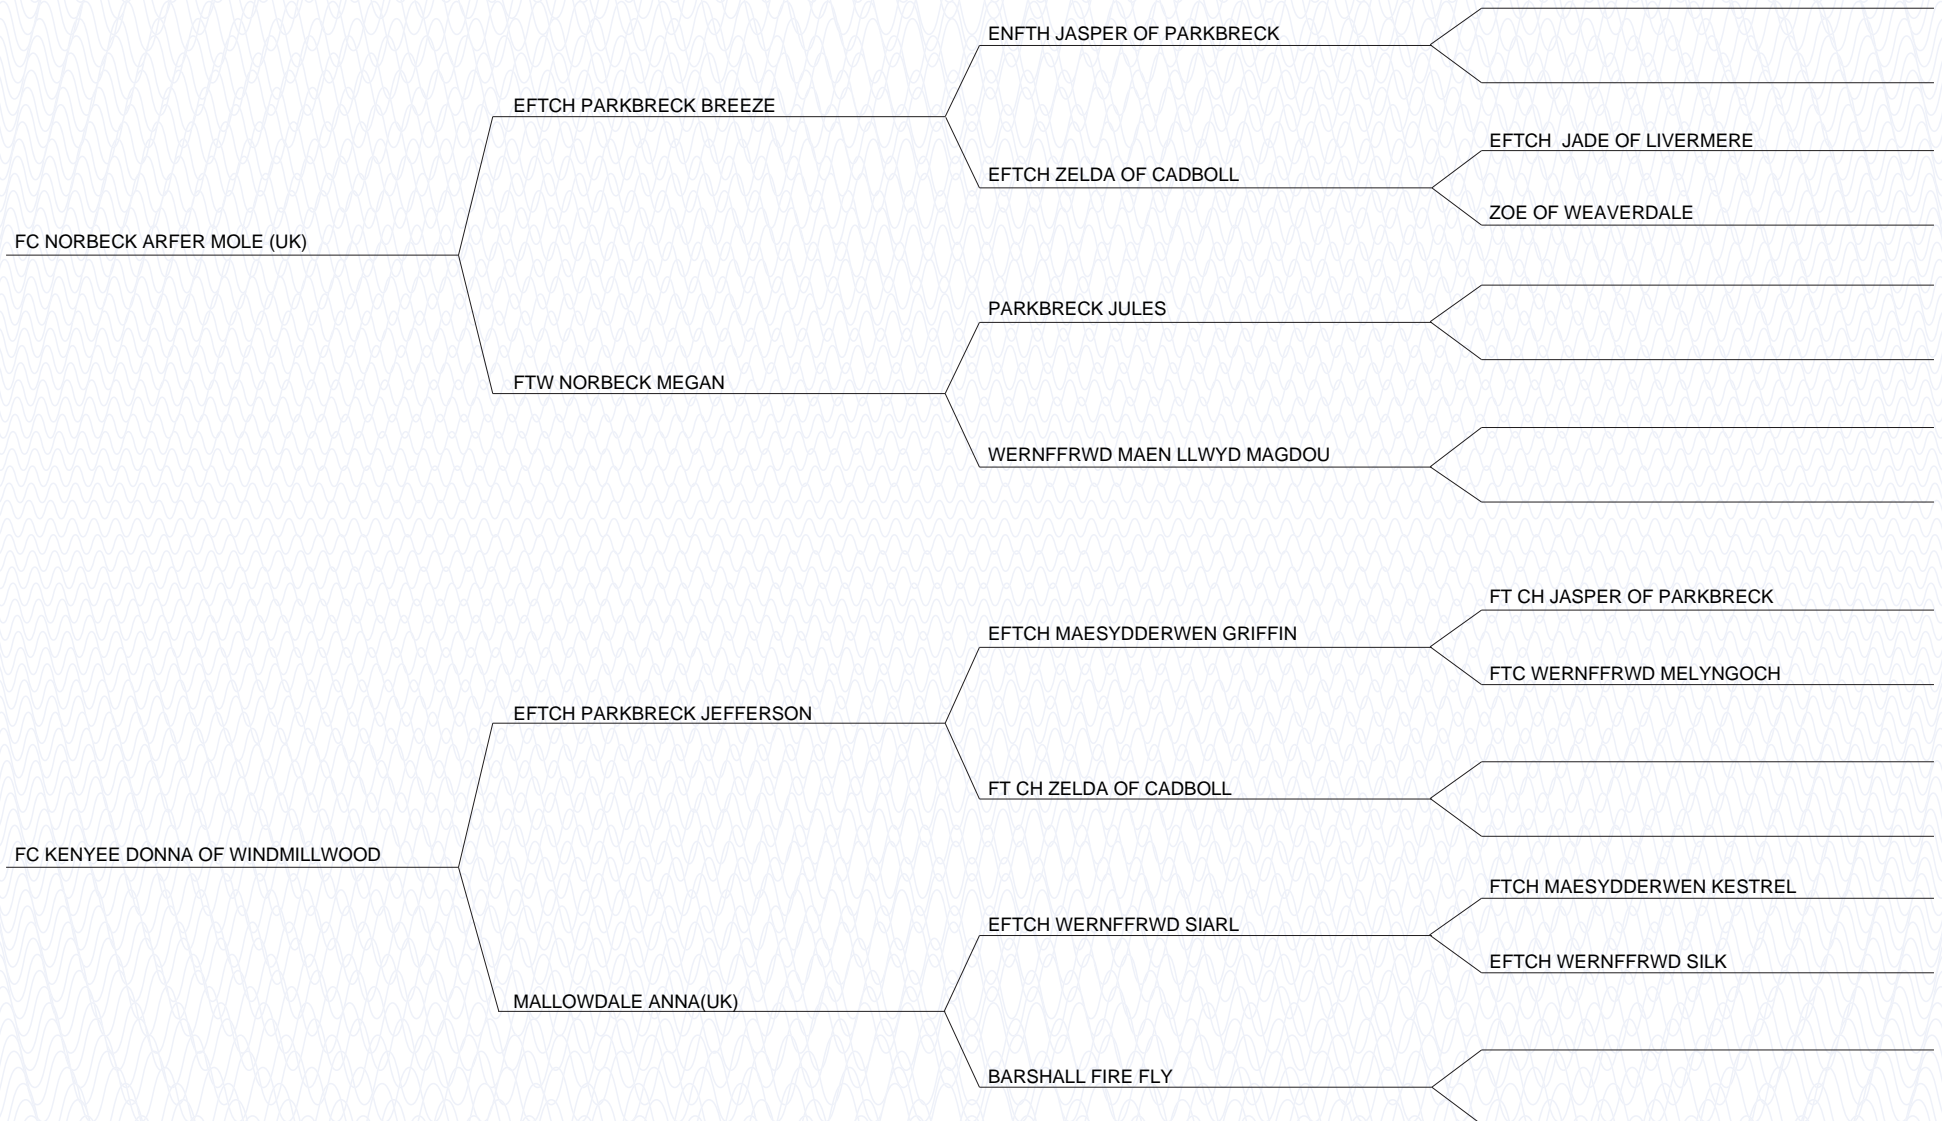 ENFTH JASPER OF PARKBRECK
EFTCH PARKBRECK BREEZE
EFTCH  JADE OF LIVERMERE
EFTCH ZELDA OF CADBOLL
ZOE OF WEAVERDALE
FC NORBECK ARFER MOLE (UK)
PARKBRECK JULES
FTW NORBECK MEGAN
WERNFFRWD MAEN LLWYD MAGDOU
FT CH JASPER OF PARKBRECK
EFTCH MAESYDDERWEN GRIFFIN
FTC WERNFFRWD MELYNGOCH
EFTCH PARKBRECK JEFFERSON
FT CH ZELDA OF CADBOLL
FC KENYEE DONNA OF WINDMILLWOOD
FTCH MAESYDDERWEN KESTREL
EFTCH WERNFFRWD SIARL
EFTCH WERNFFRWD SILK
MALLOWDALE ANNA(UK)
BARSHALL FIRE FLY